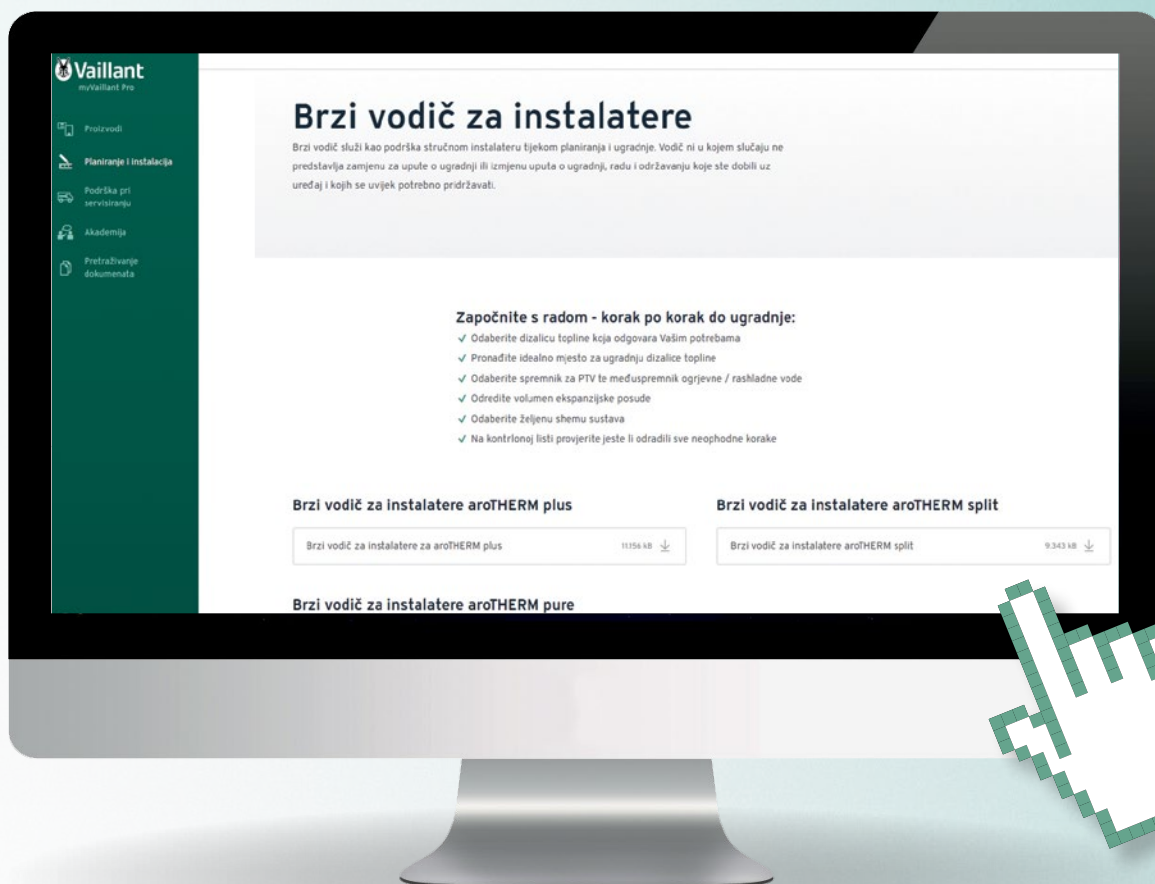 Vaillant
myVaillant Pro
Proizvodi
Planiranje i instalacija
Podrška pri
servisiranju
Akademija
Pretraživanje
dokumenata
Brzi vodič za instalatere
Brzi vodič služi kao podrška stručnom instalateru tijekom planiranja i ugradnje. Vodič ni u kojem slučaju ne
predstavlja zamjenu za upute o ugradnji ili izmjenu uputa o ugradnji, radu i održavanju koje ste dobili uz
uređaj i kojih se uvijek potrebno pridržavati.
Započnite s radom - korak po korak do ugradnje:
✓ Odaberite dizalicu topline koja odgovara Vašim potrebama
✓ Pronađite idealno mjesto za ugradnju dizalice topline
✓ Odaberite spremnik za PTV te međuspremnik ogrjevne / rashladne vode
✓ Odredite volumen ekspanzijske posude
✓ Odaberite željenu shemu sustava
✓ Na kontrlonoj listi provjerite jeste li odradili sve neophodne korake
Brzi vodič za instalatere aroTHERM plus
Brzi vodič za instalatere za aroTHERM plus 11.156 kB
Brzi vodič za instalatere aroTHERM split
Brzi vodič za instalatere aroTHERM split 9.343 kB
Brzi vodič za instalatere aroTHERM pure